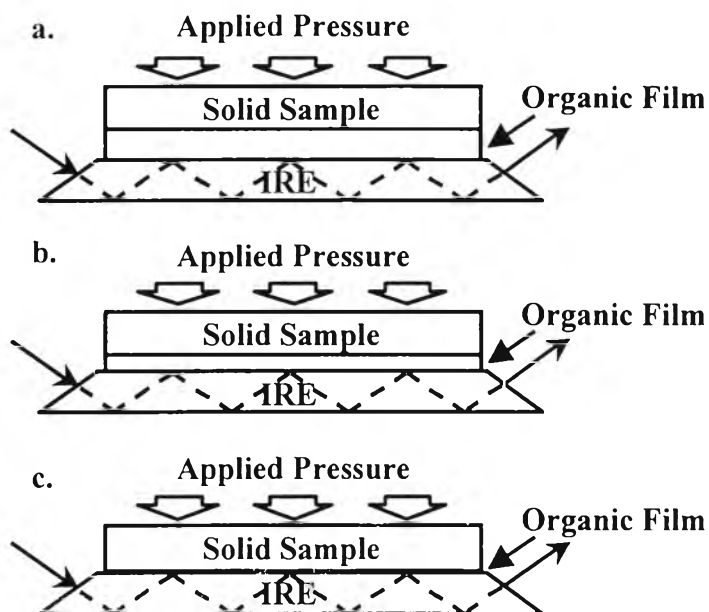 a.
Applied Pressure
Solid Sample
Organic Film
IRE
b.
Applied Pressure
Solid Sample
Organic Film
IRE
c.
Applied Pressure
Solid Sample
Organic Film
IRE